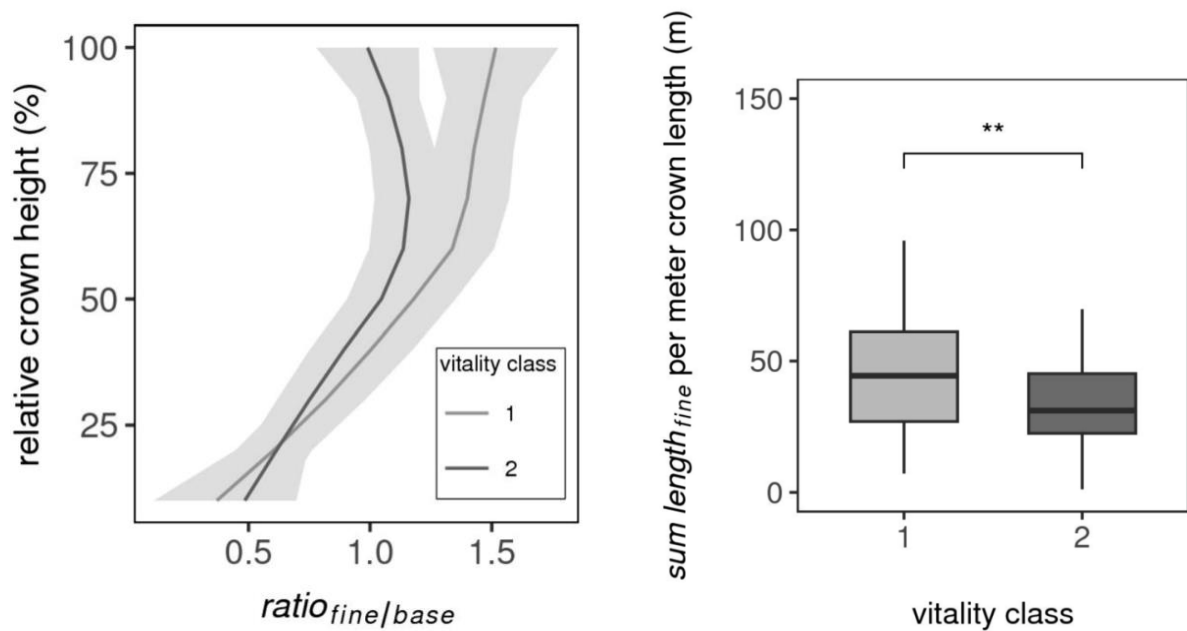 relative crown height (%)
100
75
50
25
0.5 1.0 1.5
ratio fine/base
vitality class
1
2
sum length fine per meter crown length (m)
150
100
50
0
**
1 2
vitality class